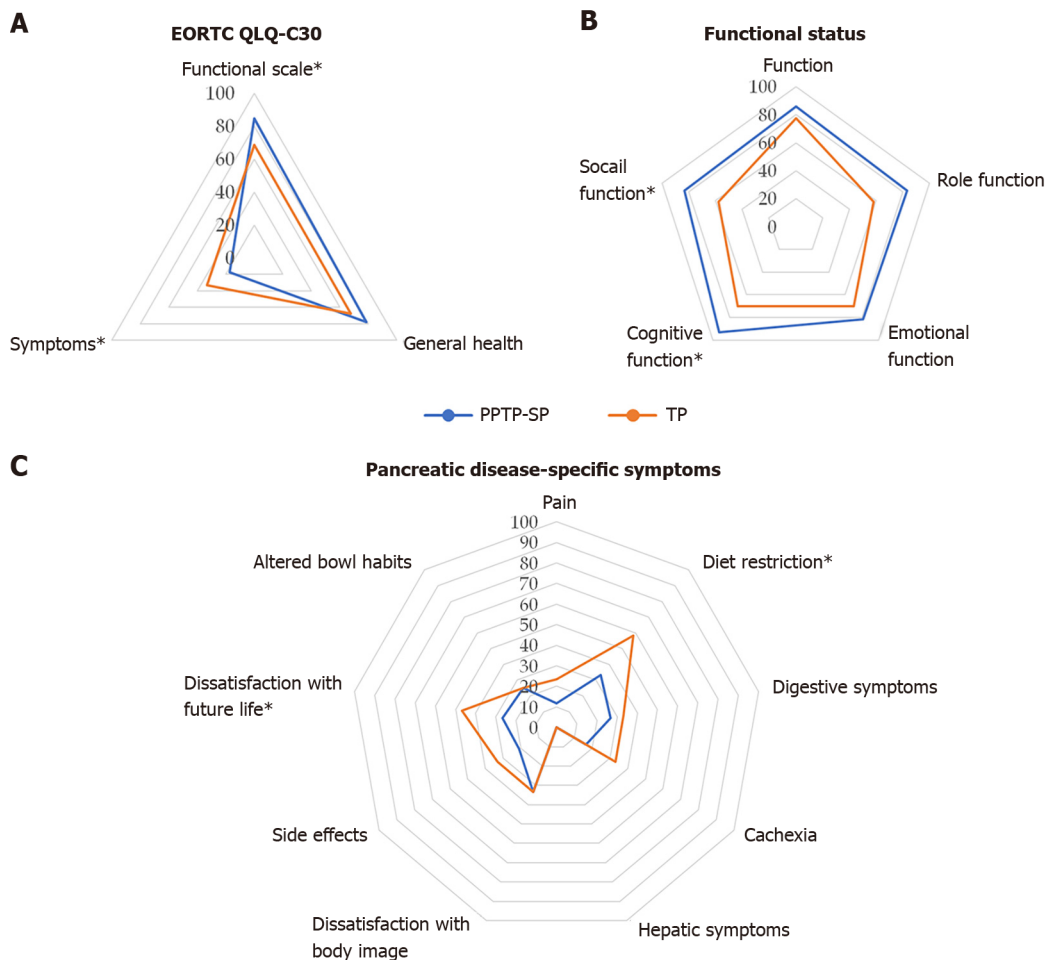 A
EORTC QLQ-C30
Functional scale*
100
80
60
40
20
0
Symptoms*
General health
B
Functional status
Function
100
80
60
40
20
0
Socail
function*
Role function
Cognitive
function*
Emotional
function
PPTP-SP
TP
C
Pancreatic disease-specific symptoms
Pain
100
90
80
70
60
50
40
30
20
10
0
Altered bowl habits
Diet restriction*
Dissatisfaction with
future life*
Digestive symptoms
Side effects
Cachexia
Dissatisfaction with
body image
Hepatic symptoms